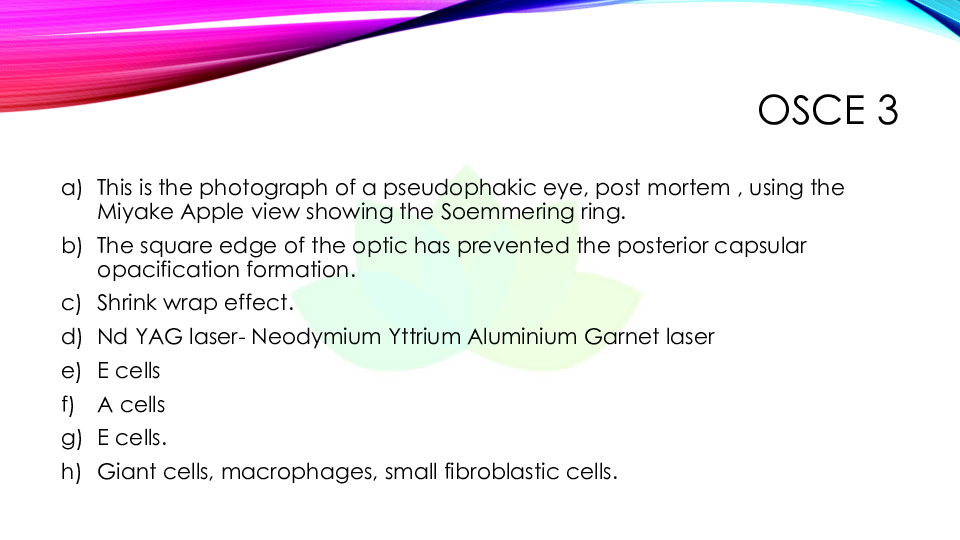 OSCE 3
a) This is the photograph of a pseudophakic eye, post mortem , using the
Miyake Apple view showing the Soemmering ring.
b) The square edge of the optic has prevented the posterior capsular
opacification formation.
c) Shrink wrap effect.
d) Nd YAG laser- Neodymium Yttrium Aluminium Garnet laser
e) E cells
f) A cells
g) E cells.
h) Giant cells, macrophages, small fibroblastic cells.